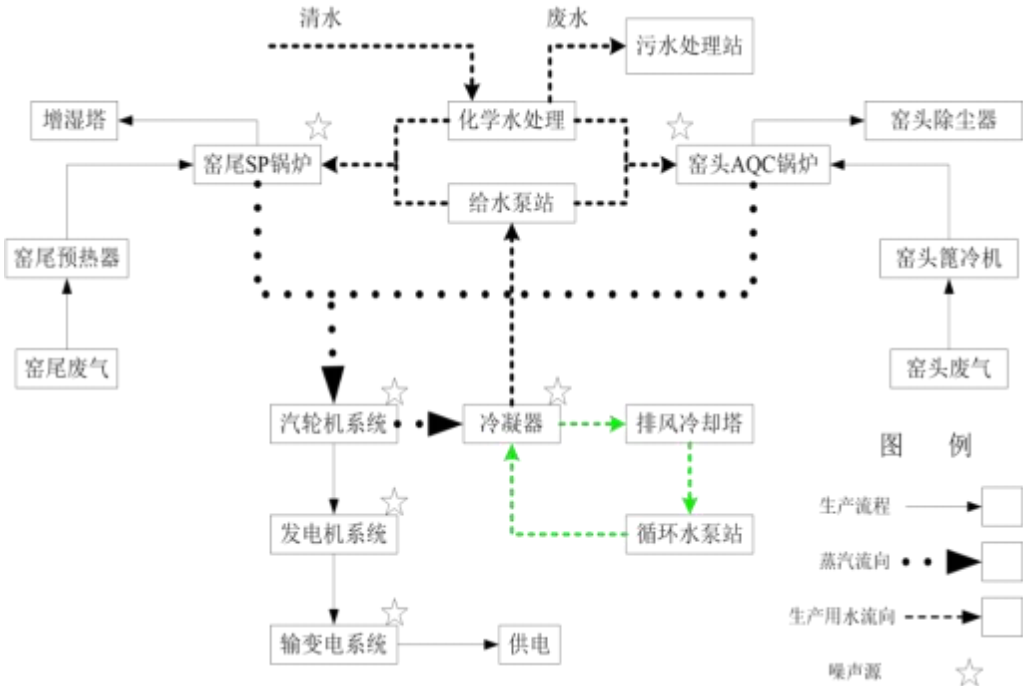 清水
废水
污水处理站
增湿塔
化学水处理
窑头除尘器
窑尾SP锅炉
窑头AQC锅炉
给水泵站
窑尾预热器
窑头篦冷机
窑尾废气
窑头废气
汽轮机系统
冷凝器
排风冷却塔
图 例
生产流程
发电机系统
循环水泵站
蒸汽流向
生产用水流向
输变电系统
供电
噪声源